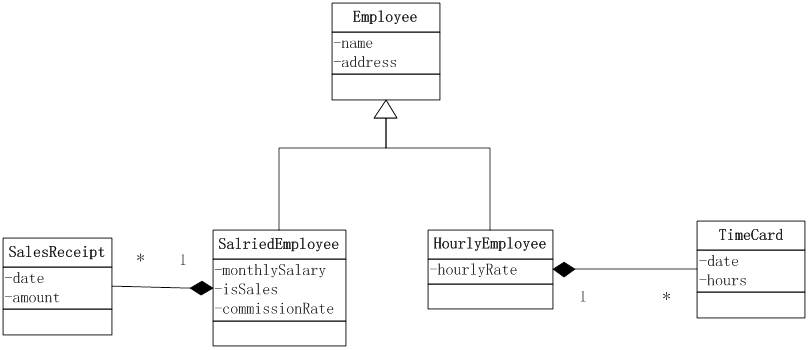 Employee
-name
-address
SalesReceipt
-date
-amount
* 1
SalriedEmployee
-monthlySalary
-isSales
-commissionRate
HourlyEmployee
-hourlyRate
1 *
TimeCard
-date
-hours